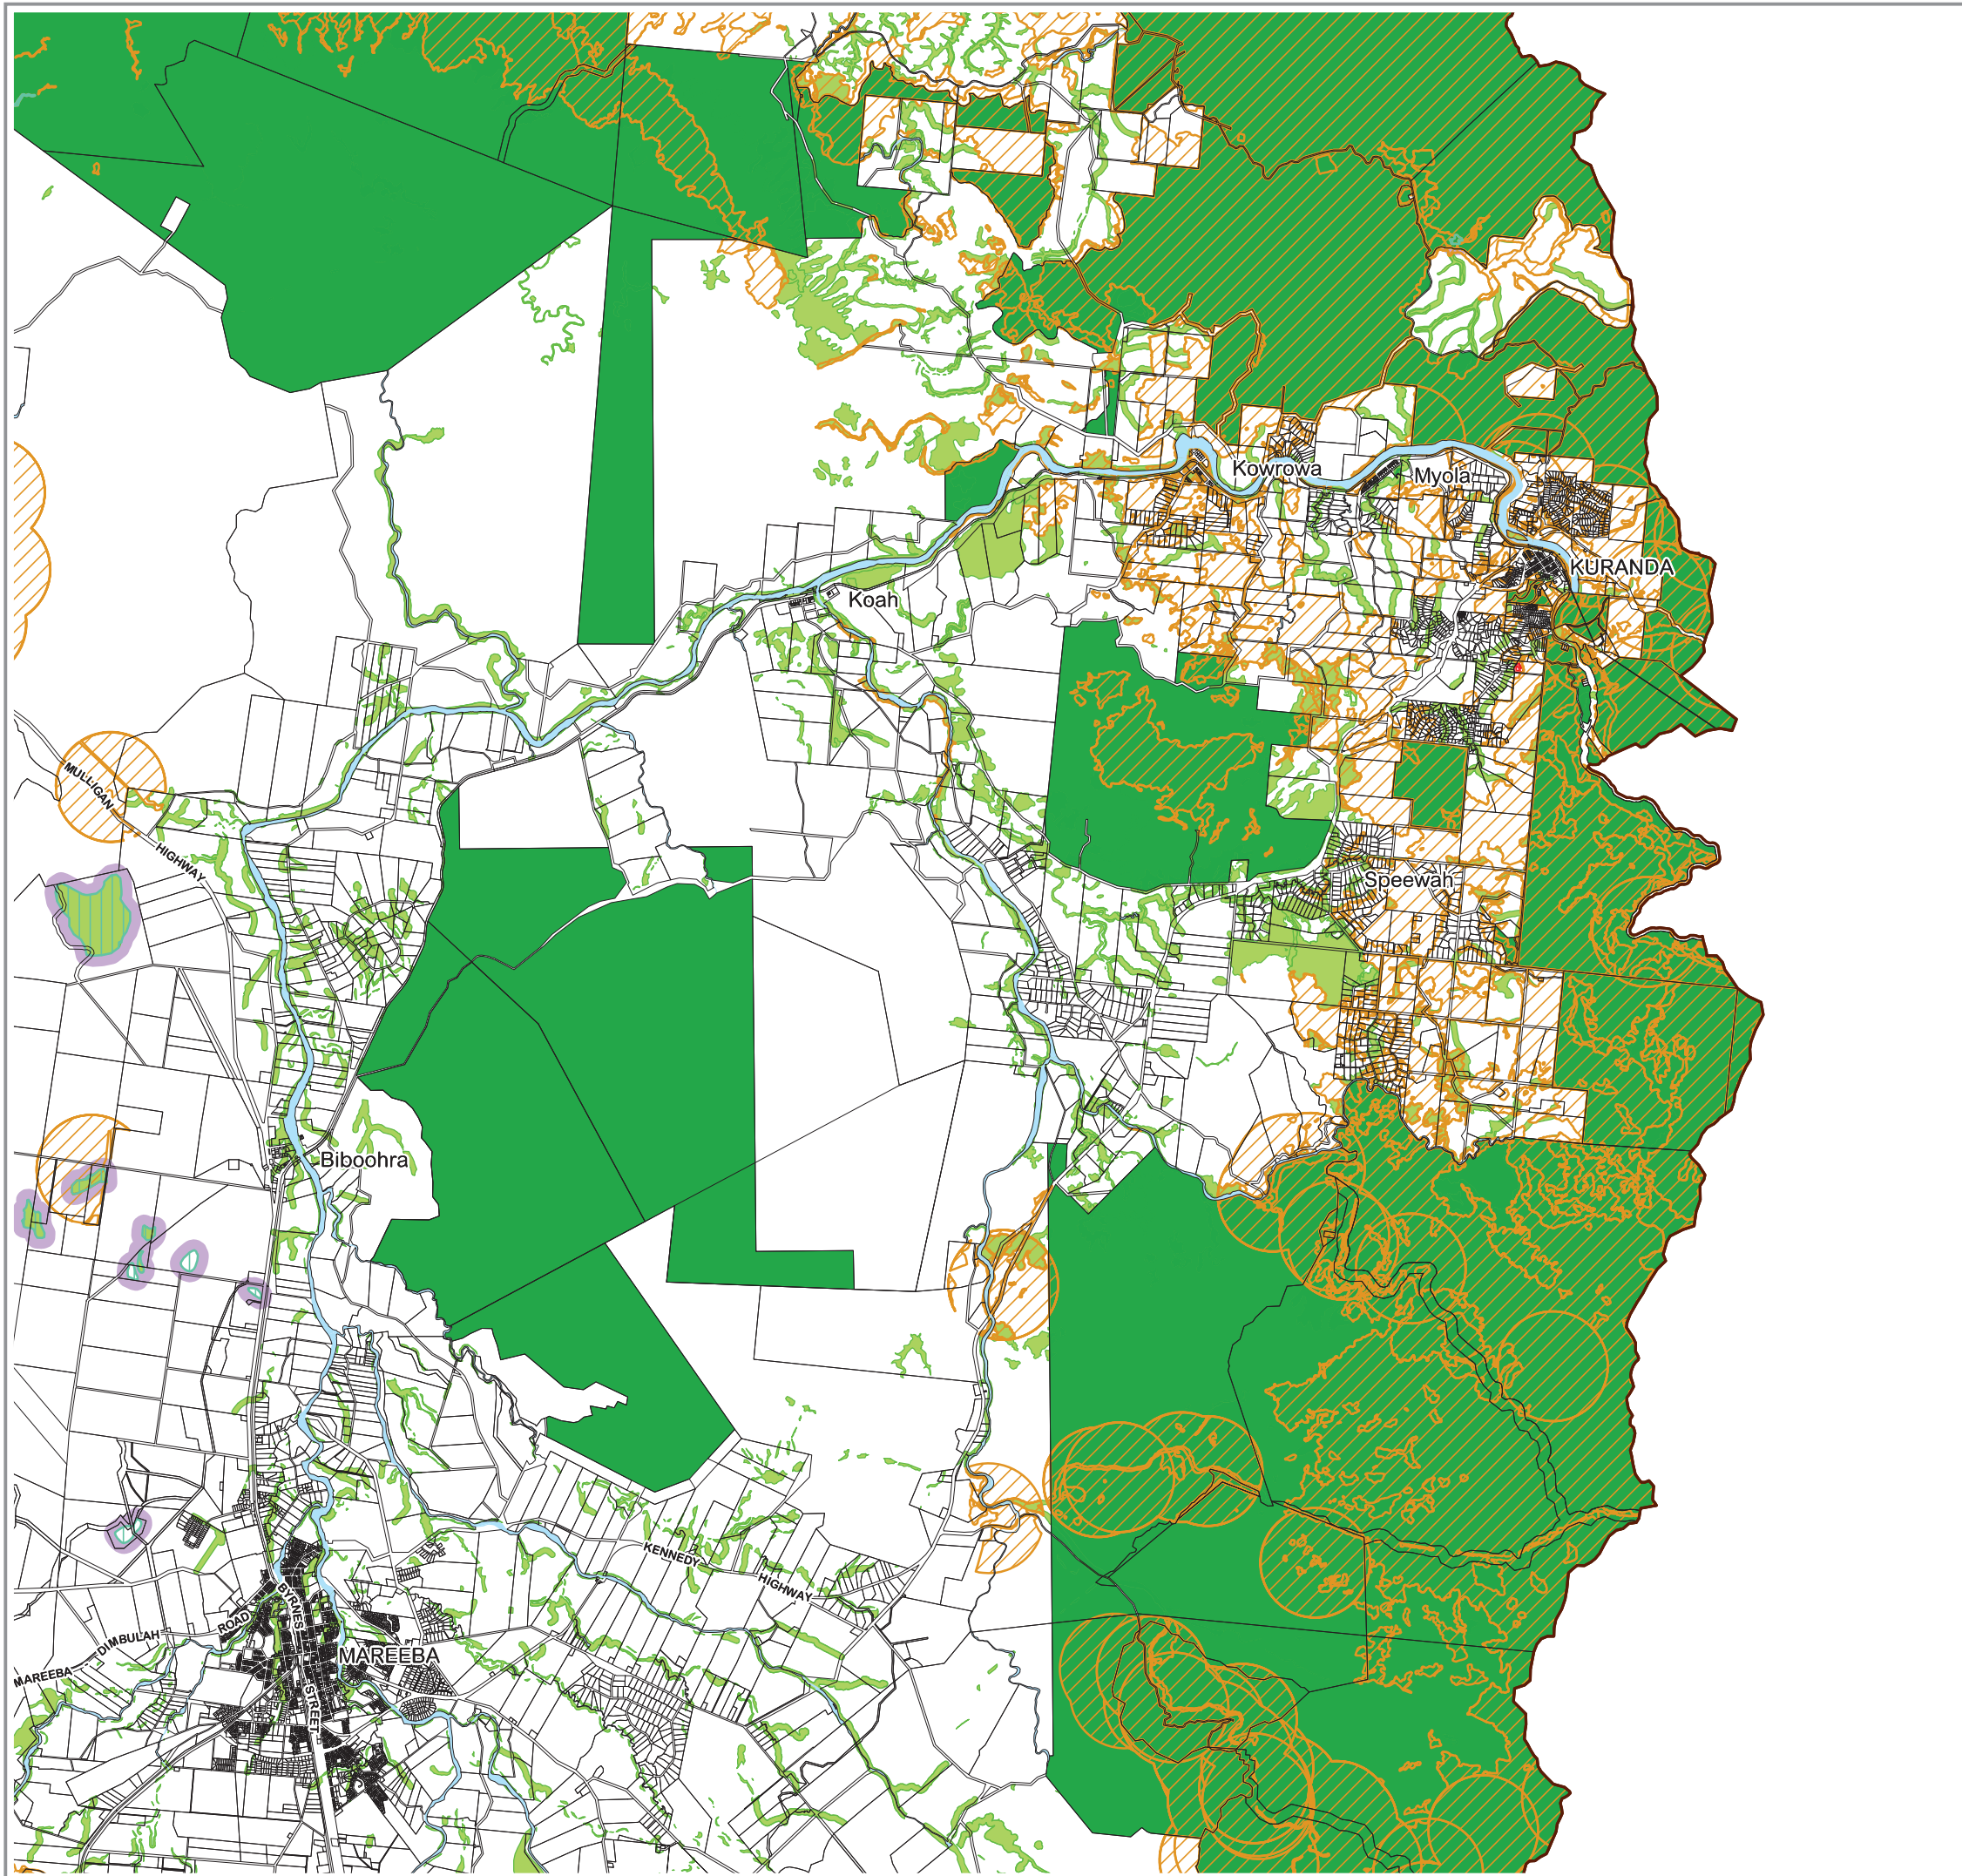 Kowrowa
Myola
KURANDA
Koah
MULLIGAN
HIGHWAY
Speewah
Biboohra
KENNEDY
HIGHWAY
BYRNES
STREET
MAREEBA - DIMBULAH ROAD
MAREEBA